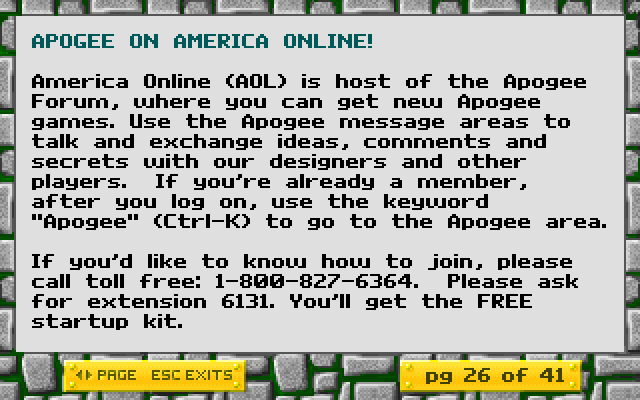 APOGEE ON AMERICA ONLINE!
America Online (AOL) is host of the Apogee
Forum, where you can get new Apogee
games. Use the Apogee message areas to
talk and exchange ideas, comments and
secrets with our designers and other
players.  If you're already a member,
after you log on, use the keyword
"Apogee" (Ctrl-K) to go to the Apogee area.
If you'd like to know how to join, please
call toll free: 1-800-827-6364.  Please ask
for extension 6131. You'll get the FREE
startup kit.
PAGE  ESC EXITS
pg 26 of 41